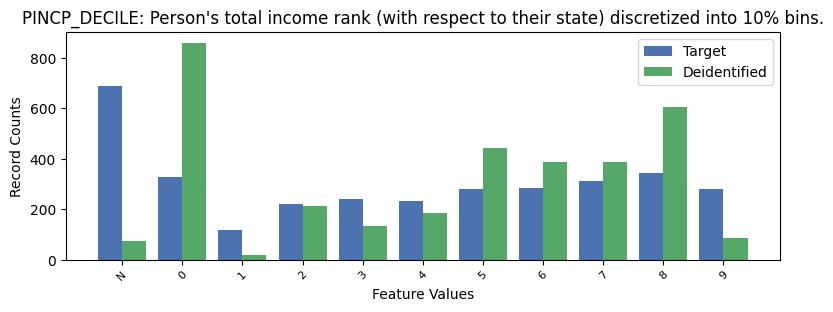 PINCP_DECILE: Person's total income rank (with respect to their state) discretized into 10% bins.
Target
Deidentified
Record Counts
800
600
400
200
0
N 0 1 2 3 4 5 6 7 8 9
Feature Values